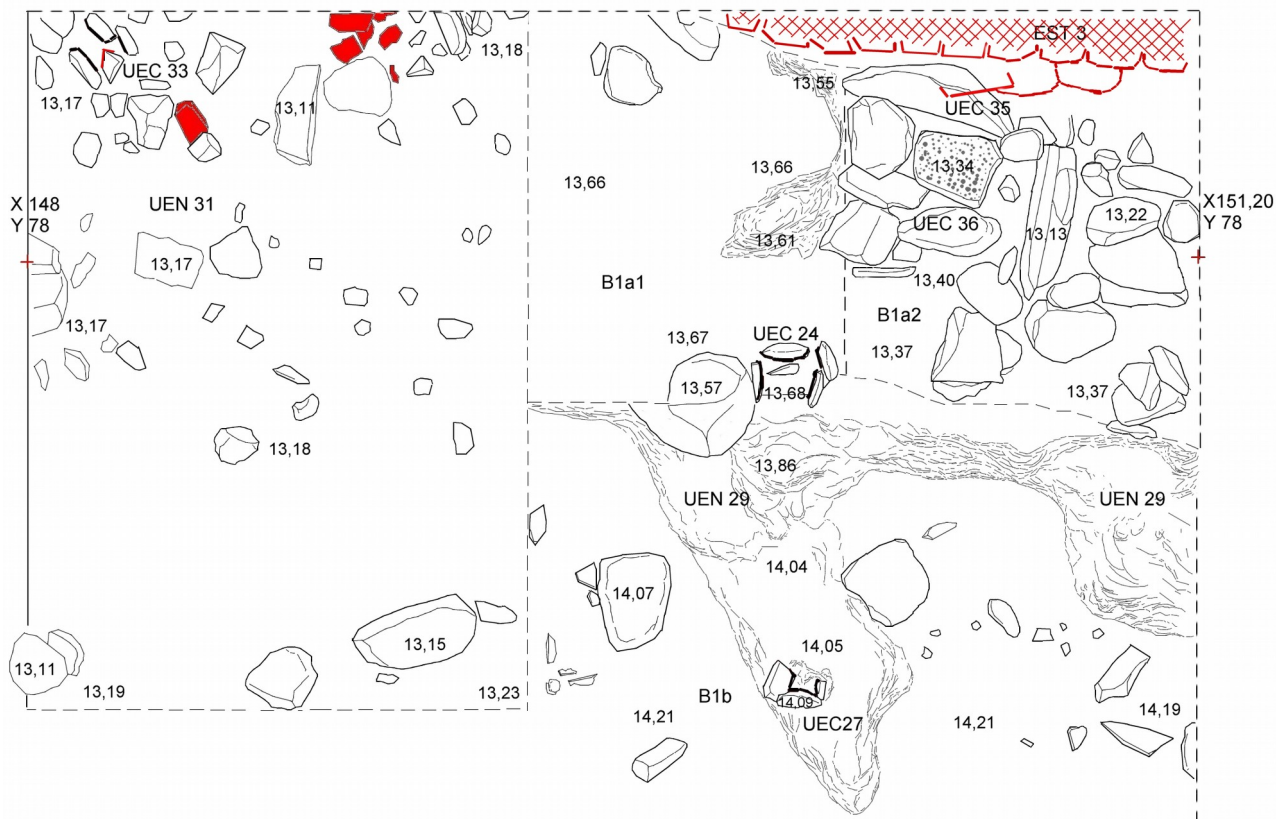 EST 3
13,18
UEC 33
13,55
13,17
13,11
UEC 35
13,66
13,34
13,66
X 148
Y 78
UEN 31
X151,20
Y 78
13,22
UEC 36
13,13
13,61
13,17
B1a1
13,40
B1a2
13,17
13,67
UEC 24
13,37
13,57
13,68
13,37
13,18
13,86
UEN 29
UEN 29
14,04
14,07
13,15
14,05
13,11
13,19
13,23
B1b
14,09
14,21
UEC27
14,21
14,19